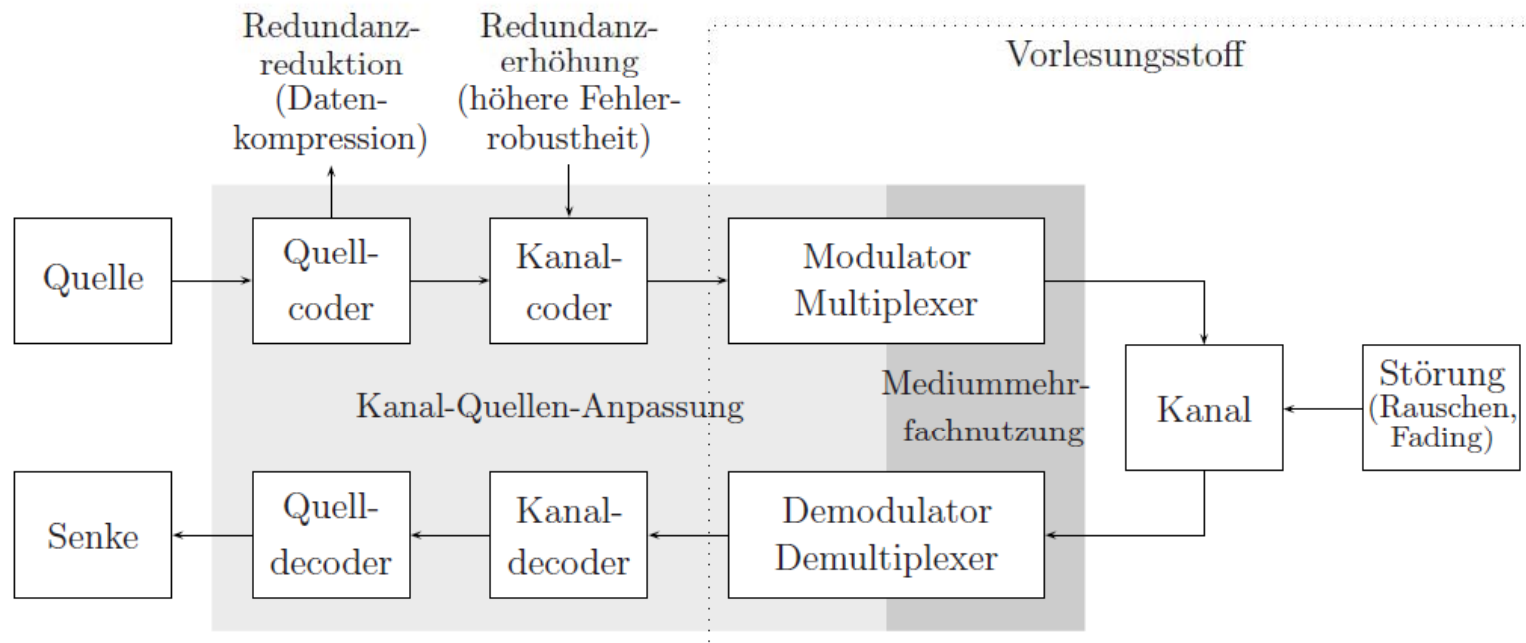 Redundanz-
reduktion
(Daten-
kompression)
Redundanz-
erhöhung
(höhere Fehler-
robustheit)
Vorlesungsstoff
Quelle
Quell-
coder
Kanal-
coder
Modulator
Multiplexer
Kanal-Quellen-Anpassung
Mediummehr-
fachnutzung
Kanal
Störung
(Rauschen,
Fading)
Senke
Quell-
decoder
Kanal-
decoder
Demodulator
Demultiplexer